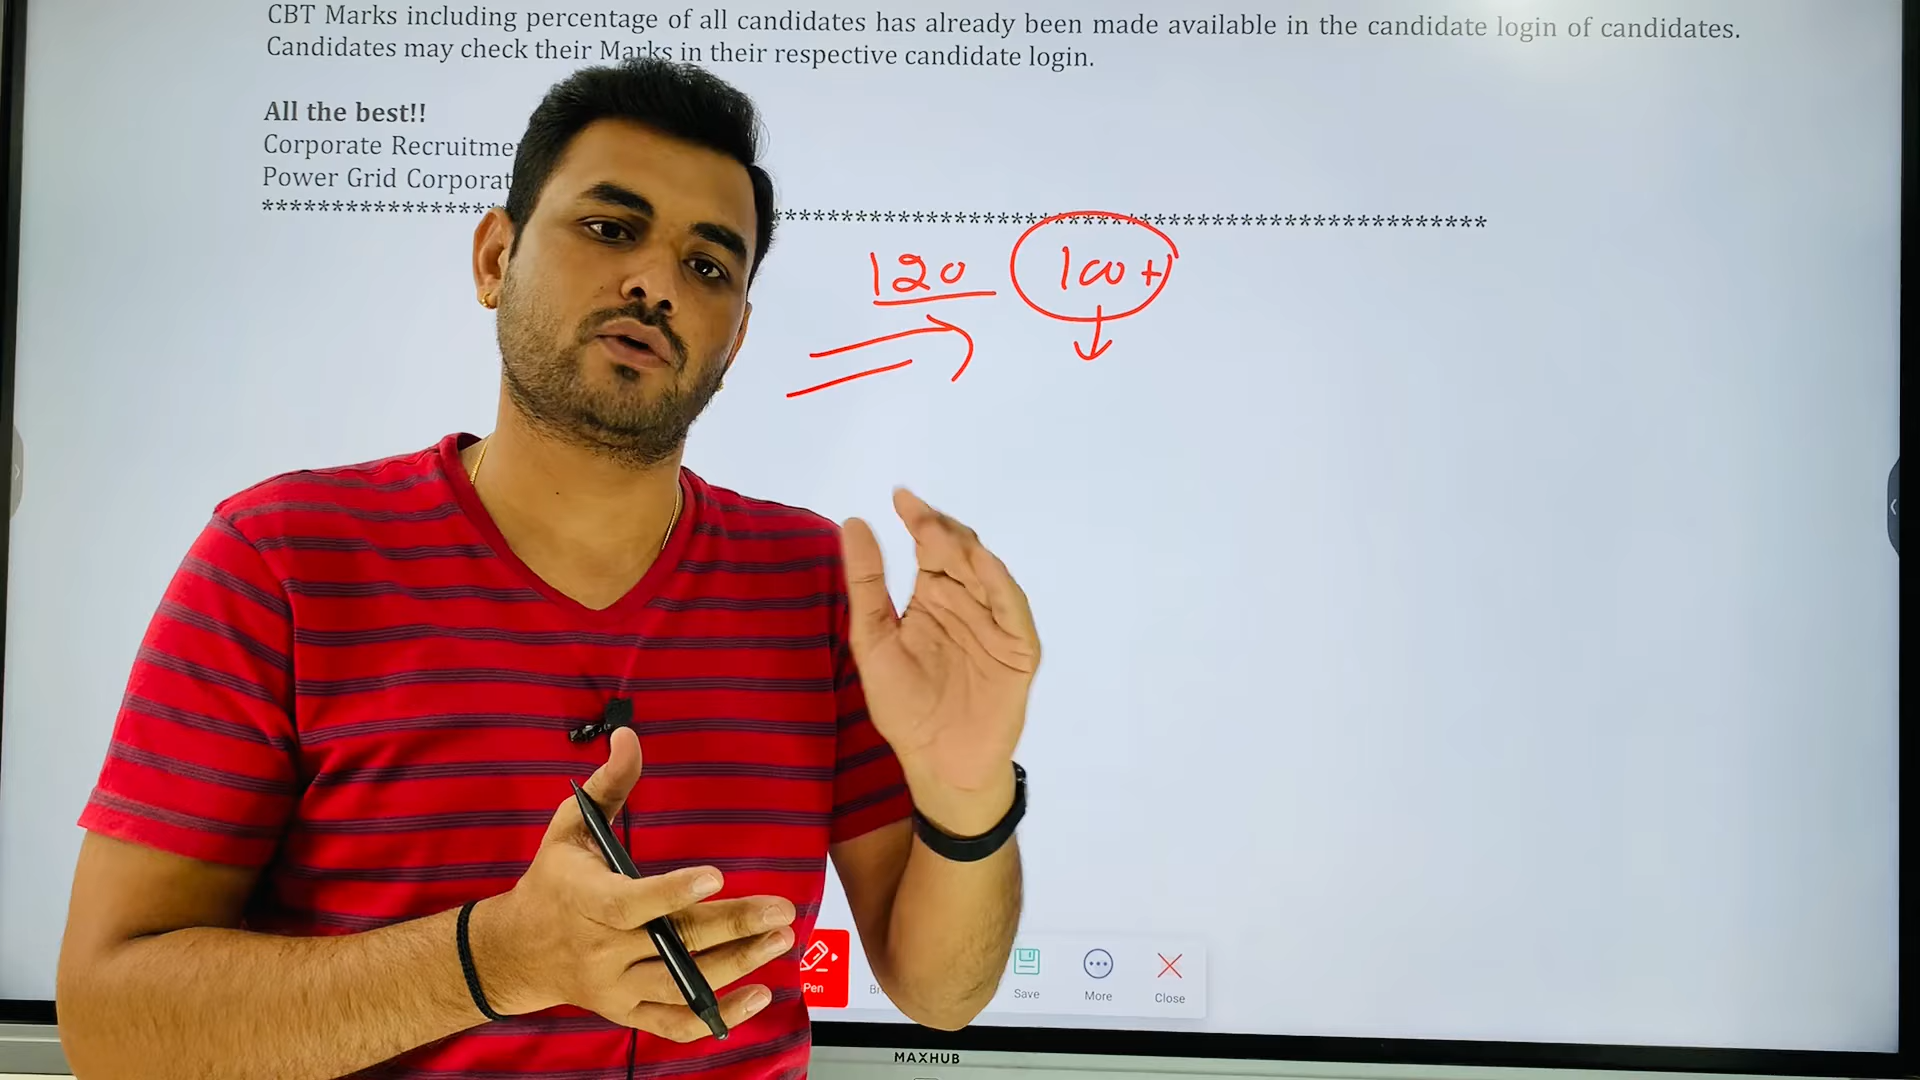 CBT Marks including percentage of all candidates has already been made available in the candidate login of candidates.
Candidates may check their Marks in their respective candidate login.
All the best!!
Corporate Recruitme
Power Grid Corporat
****************** ***************************************************************
120 100+
Pen
Br
Save
More
Close
MAXHUB